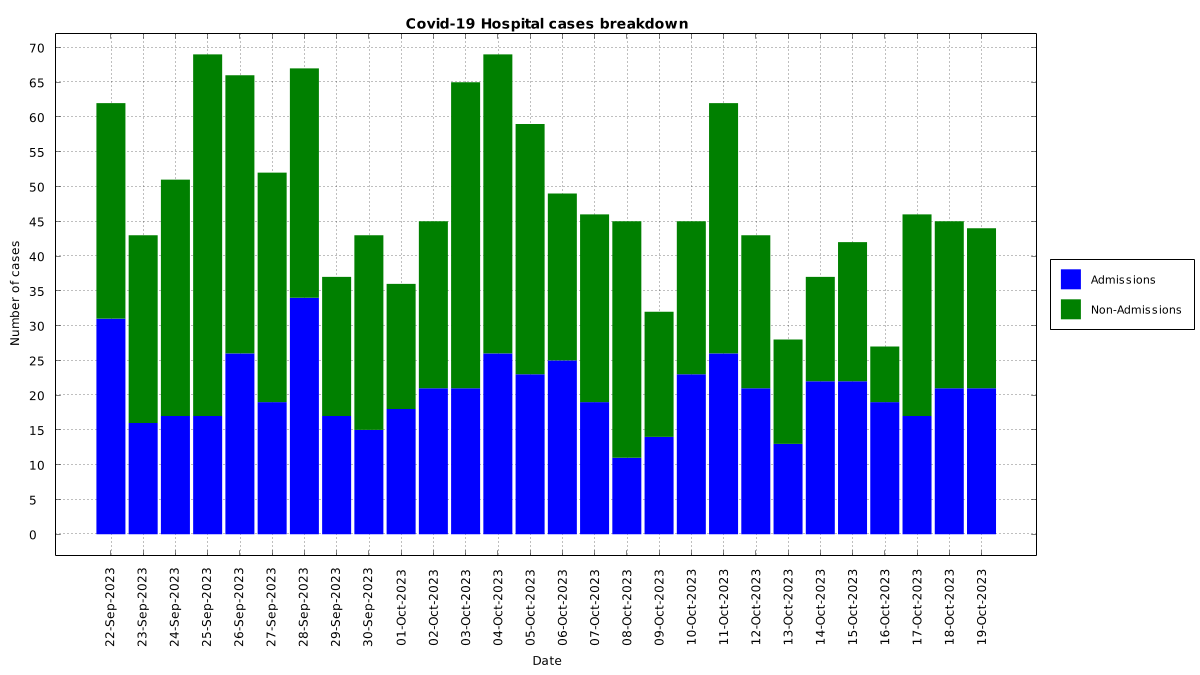 Covid-19 Hospital cases breakdown
70
65
60
55
50
45
40
35
30
25
20
15
10
5
0
Number of cases
22-Sep-2023
23-Sep-2023
24-Sep-2023
25-Sep-2023
26-Sep-2023
27-Sep-2023
28-Sep-2023
29-Sep-2023
30-Sep-2023
01-Oct-2023
02-Oct-2023
03-Oct-2023
04-Oct-2023
05-Oct-2023
06-Oct-2023
07-Oct-2023
08-Oct-2023
09-Oct-2023
10-Oct-2023
11-Oct-2023
12-Oct-2023
13-Oct-2023
14-Oct-2023
15-Oct-2023
16-Oct-2023
17-Oct-2023
18-Oct-2023
19-Oct-2023
Date
Admissions
Non-Admissions